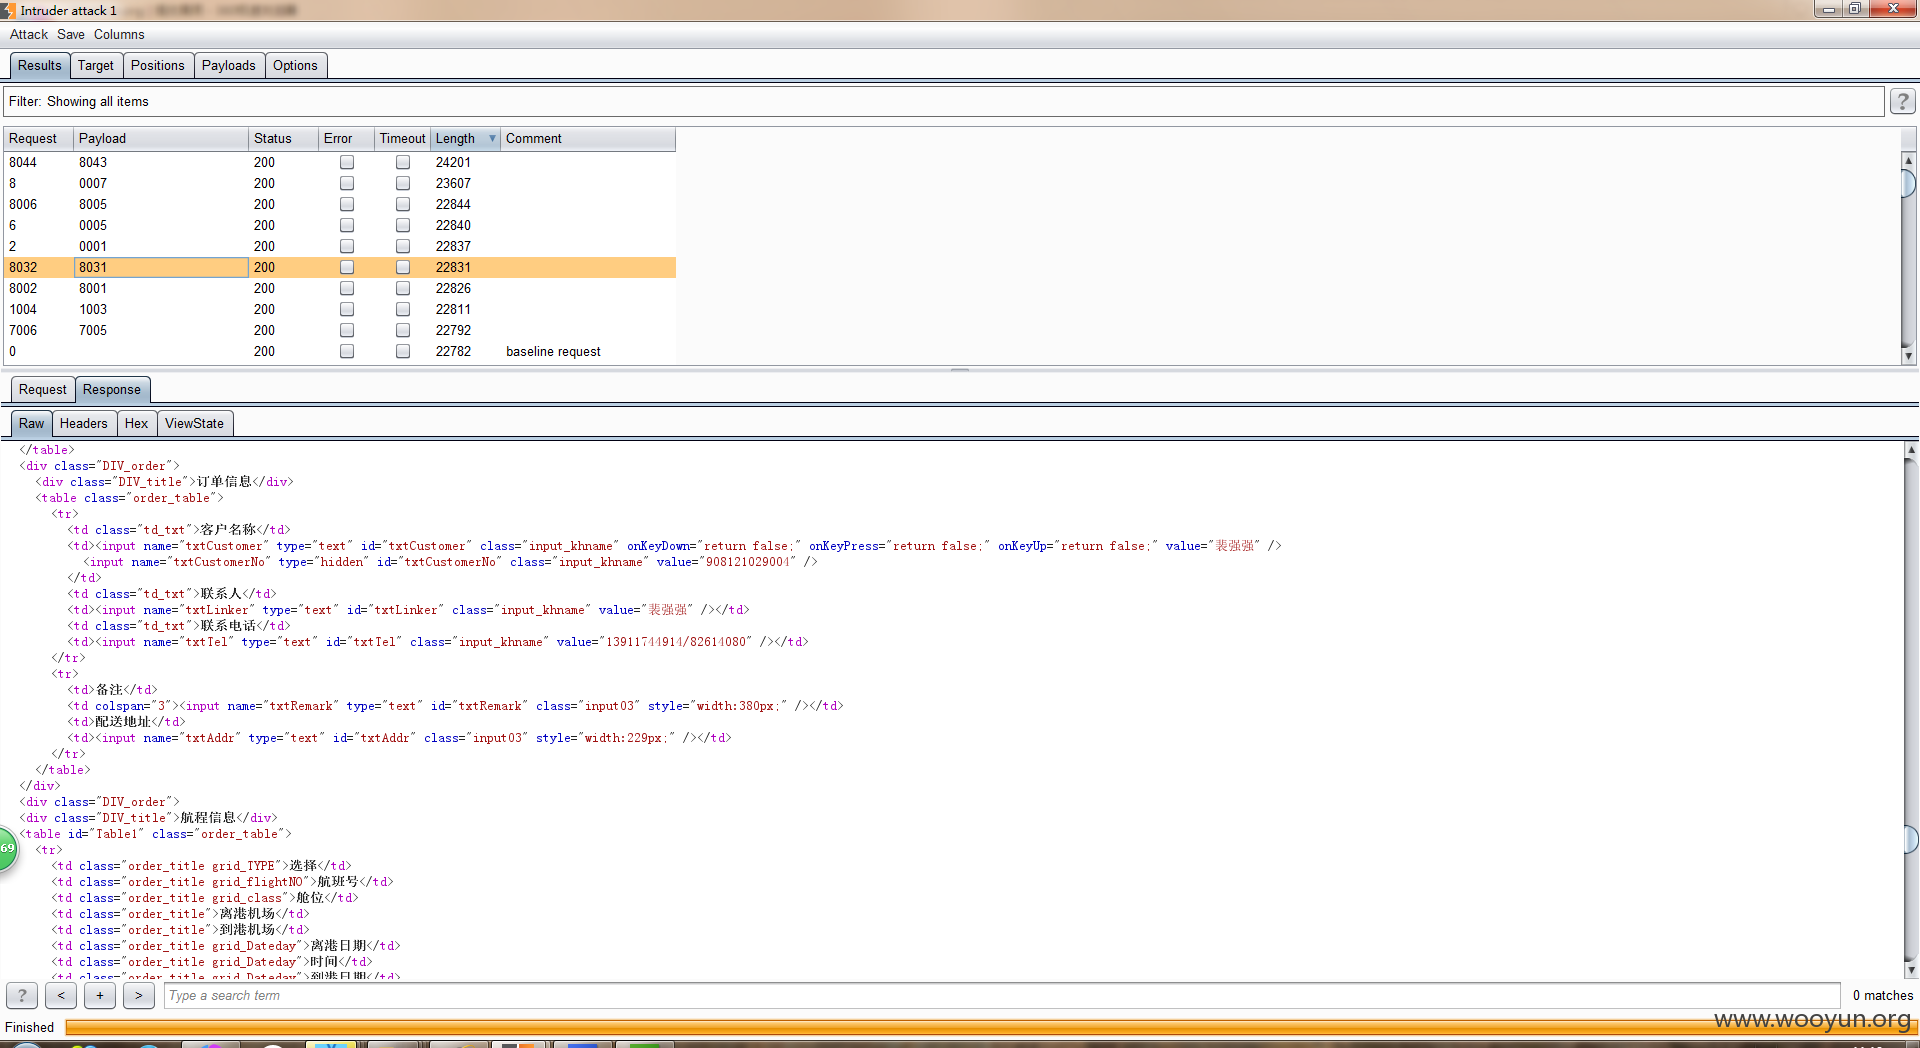 Intruder attack 1
Attack Save Columns
Results Target Positions Payloads Options
Filter: Showing all items
?
Request Payload Status Error Timeout Length Comment
8044 8043 200 24201
8 0007 200 23607
8006 8005 200 22844
6 0005 200 22840
2 0001 200 22837
8032 8031 200 22831
8002 8001 200 22826
1004 1003 200 22811
7006 7005 200 22792
0 200 22782 baseline request
Request Response
Raw Headers Hex ViewState
</table>
<div class="DIV_order">
<div class="DIV_title">订单信息</div>
<table class="order_table">
<tr>
<td class="td_txt">客户名称</td>
<td><input name="txtCustomer" type="text" id="txtCustomer" class="input_khname" onKeyDown="return false;" onKeyPress="return false;" onKeyUp="return false;" value="裴强强" />
<input name="txtCustomerNo" type="hidden" id="txtCustomerNo" class="input_khname" value="908121029004" />
</td>
<td class="td_txt">联系人</td>
<td><input name="txtLinker" type="text" id="txtLinker" class="input_khname" value="裴强强" /></td>
<td class="td_txt">联系电话</td>
<td><input name="txtTel" type="text" id="txtTel" class="input_khname" value="13911744914/82614080" /></td>
</tr>
<tr>
<td>备注</td>
<td colspan="3"><input name="txtRemark" type="text" id="txtRemark" class="input03" style="width:380px;" /></td>
<td>配送地址</td>
<td><input name="txtAddr" type="text" id="txtAddr" class="input03" style="width:229px;" /></td>
</tr>
</table>
</div>
<div class="DIV_order">
<div class="DIV_title">航程信息</div>
<table id="Table1" class="order_table">
<tr>
<td class="order_title grid_TYPE">选择</td>
<td class="order_title grid_flightNO">航班号</td>
<td class="order_title grid_class">舱位</td>
<td class="order_title">离港机场</td>
<td class="order_title">到港机场</td>
<td class="order_title grid_Dateday">离港日期</td>
<td class="order_title grid_Dateday">时间</td>
<td class="order_title grid_Dateday">到港日期</td>
69
? < + > Type a search term 0 matches
Finished
www.wooyun.org